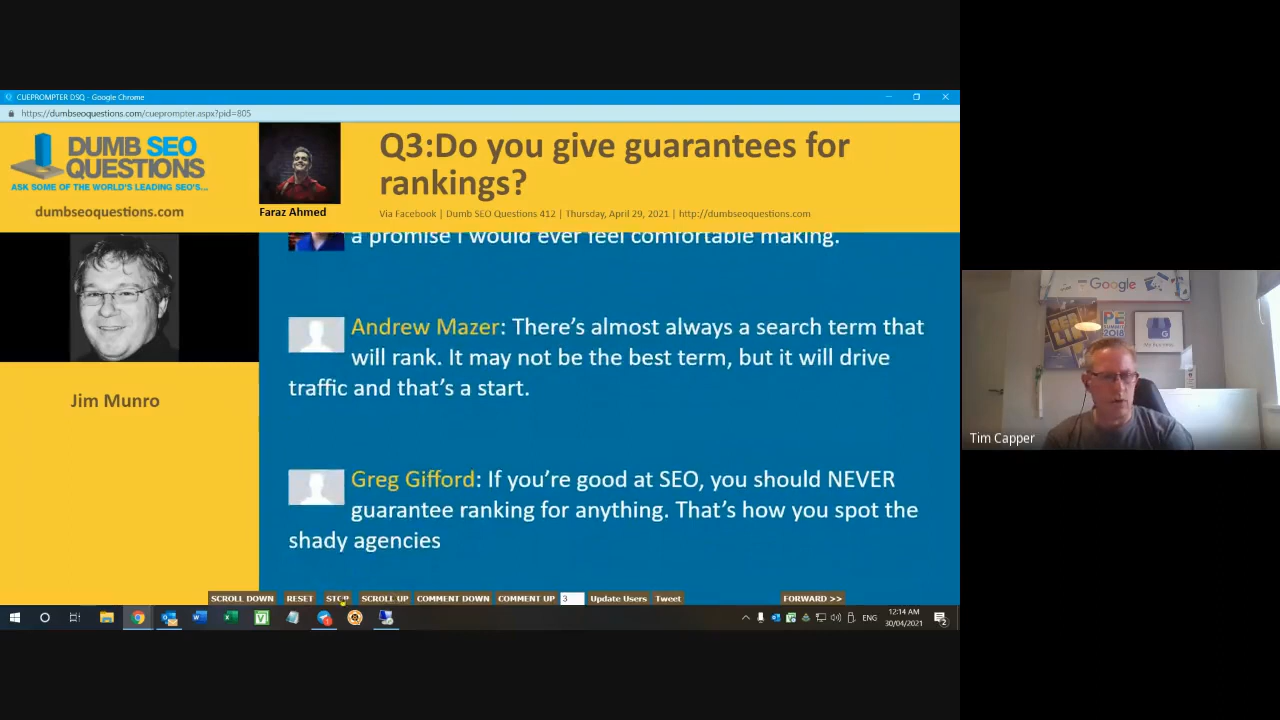 CUEPROMPTER DSQ - Google Chrome
https://dumbseoquestions.com/cueprompter.aspx?pid=805
DUMB SEO
QUESTIONS
ASK SOME OF THE WORLD'S LEADING SEO'S...
dumbseoquestions.com
Faraz Ahmed
Q3:Do you give guarantees for
rankings?
Via Facebook | Dumb SEO Questions 412 | Thursday, April 29, 2021 | http://dumbseoquestions.com
Jim Munro
a promise I would ever feel comfortable making.
Andrew Mazer: There's almost always a search term that
will rank. It may not be the best term, but it will drive
traffic and that's a start.
Greg Gifford: If you're good at SEO, you should NEVER
guarantee ranking for anything. That's how you spot the
shady agencies
SCROLL DOWN RESET STOP SCROLL UP COMMENT DOWN COMMENT UP 3 Update Users Tweet FORWARD >>
ENG
12:14 AM
30/04/2021
2
Google
PE
SUMMIT
2018
Tim Capper